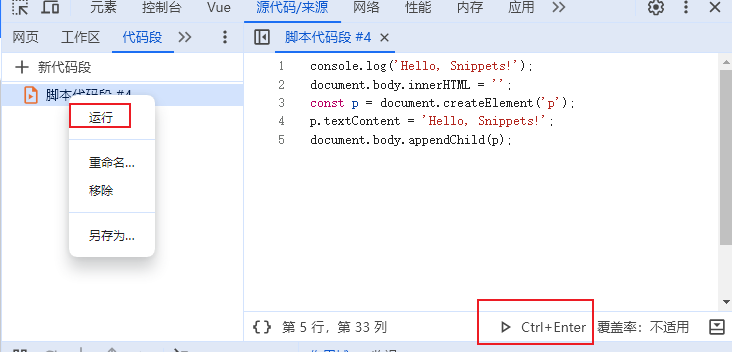 元素 控制台 Vue 源代码/来源 网络 性能 内存 应用
网页 工作区 代码段
脚本代码段 #4
新代码段
脚本代码段 #4
运行
重命名...
移除
另存为...
1 console.log('Hello, Snippets!');
2 document.body.innerHTML = '';
3 const p = document.createElement('p');
4 p.textContent = 'Hello, Snippets!';
5 document.body.appendChild(p);
{} 第 5 行，第 33 列 Ctrl+Enter 覆盖率：不适用